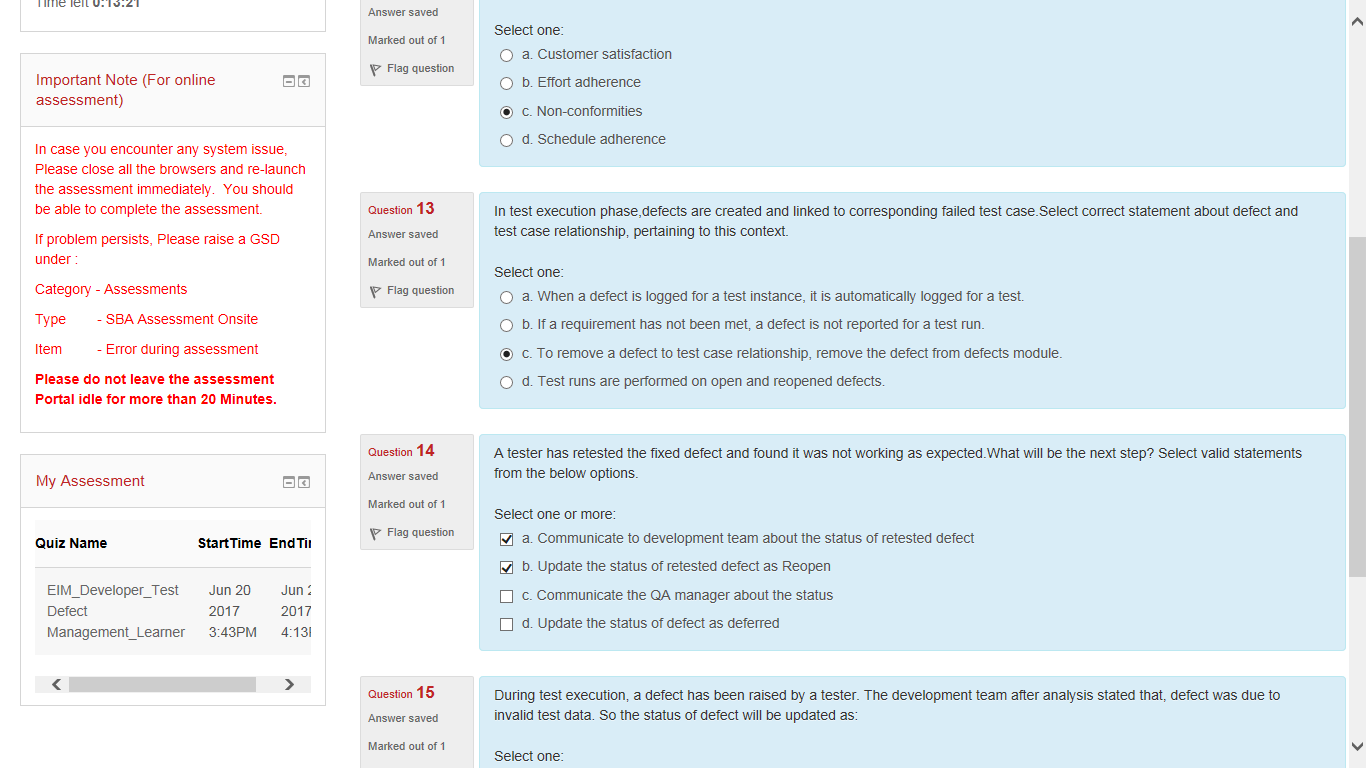 Time left 0:13:21
Important Note (For online
assessment)
In case you encounter any system issue,
Please close all the browsers and re-launch
the assessment immediately.  You should
be able to complete the assessment.
If problem persists, Please raise a GSD
under :
Category - Assessments
Type - SBA Assessment Onsite
Item - Error during assessment
Please do not leave the assessment
Portal idle for more than 20 Minutes.
My Assessment
Quiz Name StartTime EndTi
EIM_Developer_Test Jun 20 Jun 2
Defect 2017 2017
Management_Learner 3:43PM 4:13
Answer saved
Marked out of 1
Flag question
Select one:
a. Customer satisfaction
b. Effort adherence
c. Non-conformities
d. Schedule adherence
Question 13
Answer saved
Marked out of 1
Flag question
In test execution phase,defects are created and linked to corresponding failed test case.Select correct statement about defect and
test case relationship, pertaining to this context.
Select one:
a. When a defect is logged for a test instance, it is automatically logged for a test.
b. If a requirement has not been met, a defect is not reported for a test run.
c. To remove a defect to test case relationship, remove the defect from defects module.
d. Test runs are performed on open and reopened defects.
Question 14
Answer saved
Marked out of 1
Flag question
A tester has retested the fixed defect and found it was not working as expected.What will be the next step? Select valid statements
from the below options.
Select one or more:
a. Communicate to development team about the status of retested defect
b. Update the status of retested defect as Reopen
c. Communicate the QA manager about the status
d. Update the status of defect as deferred
Question 15
Answer saved
Marked out of 1
During test execution, a defect has been raised by a tester. The development team after analysis stated that, defect was due to
invalid test data. So the status of defect will be updated as:
Select one: